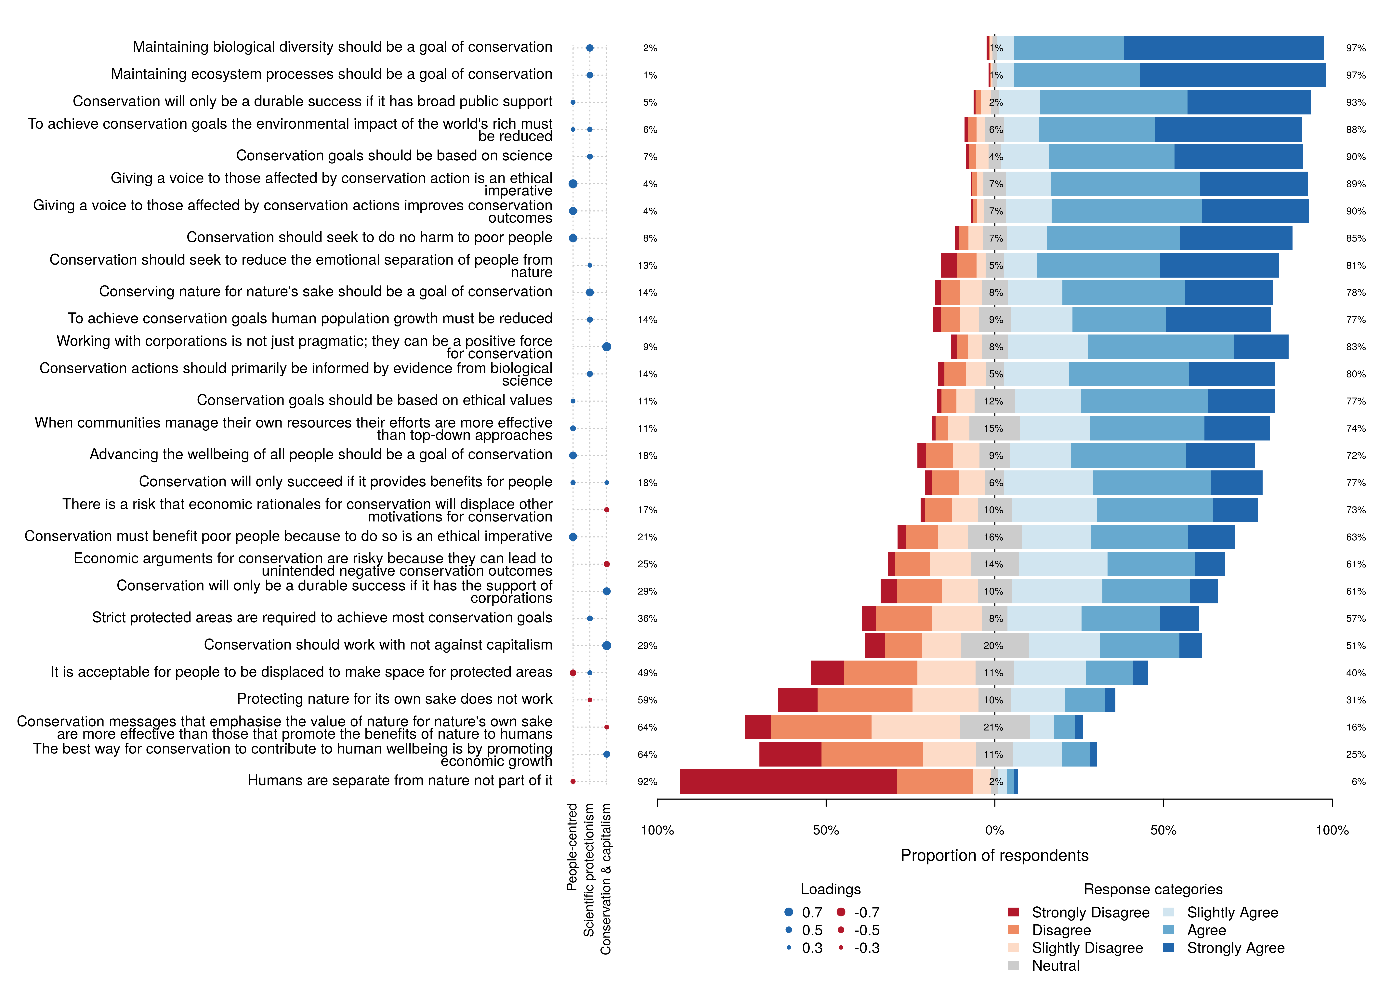 Maintaining biological diversity should be a goal of conservation 2% 1% 97%
Maintaining ecosystem processes should be a goal of conservation 1% 1% 97%
Conservation will only be a durable success if it has broad public support 5% 2% 93%
To achieve conservation goals the environmental impact of the world's rich must
be reduced 6% 6% 88%
Conservation goals should be based on science 7% 4% 90%
Giving a voice to those affected by conservation action is an ethical
imperative 4% 7% 89%
Giving a voice to those affected by conservation actions improves conservation
outcomes 4% 7% 90%
Conservation should seek to do no harm to poor people 8% 7% 85%
Conservation should seek to reduce the emotional separation of people from
nature 13% 5% 81%
Conserving nature for nature's sake should be a goal of conservation 14% 8% 78%
To achieve conservation goals human population growth must be reduced 14% 9% 77%
Working with corporations is not just pragmatic; they can be a positive force
for conservation 9% 8% 83%
Conservation actions should primarily be informed by evidence from biological
science 14% 5% 80%
Conservation goals should be based on ethical values 11% 12% 77%
When communities manage their own resources their efforts are more effective
than top-down approaches 11% 15% 74%
Advancing the wellbeing of all people should be a goal of conservation 18% 9% 72%
Conservation will only succeed if it provides benefits for people 18% 6% 77%
There is a risk that economic rationales for conservation will displace other
motivations for conservation 17% 10% 73%
Conservation must benefit poor people because to do so is an ethical imperative 21% 16% 63%
Economic arguments for conservation are risky because they can lead to
unintended negative conservation outcomes 25% 14% 61%
Conservation will only be a durable success if it has the support of
corporations 29% 10% 61%
Strict protected areas are required to achieve most conservation goals 36% 8% 57%
Conservation should work with not against capitalism 29% 20% 51%
It is acceptable for people to be displaced to make space for protected areas 49% 11% 40%
Protecting nature for its own sake does not work 59% 10% 31%
Conservation messages that emphasise the value of nature for nature's own sake
are more effective than those that promote the benefits of nature to humans 64% 21% 16%
The best way for conservation to contribute to human wellbeing is by promoting
economic growth 64% 11% 25%
Humans are separate from nature not part of it 92% 2% 6%
People-centred
Scientific protectionism
Conservation & capitalism
100% 50% 0% 50% 100%
Proportion of respondents
Loadings
0.7 -0.7
0.5 -0.5
0.3 -0.3
Response categories
Strongly Disagree Slightly Agree
Disagree Agree
Slightly Disagree Strongly Agree
Neutral